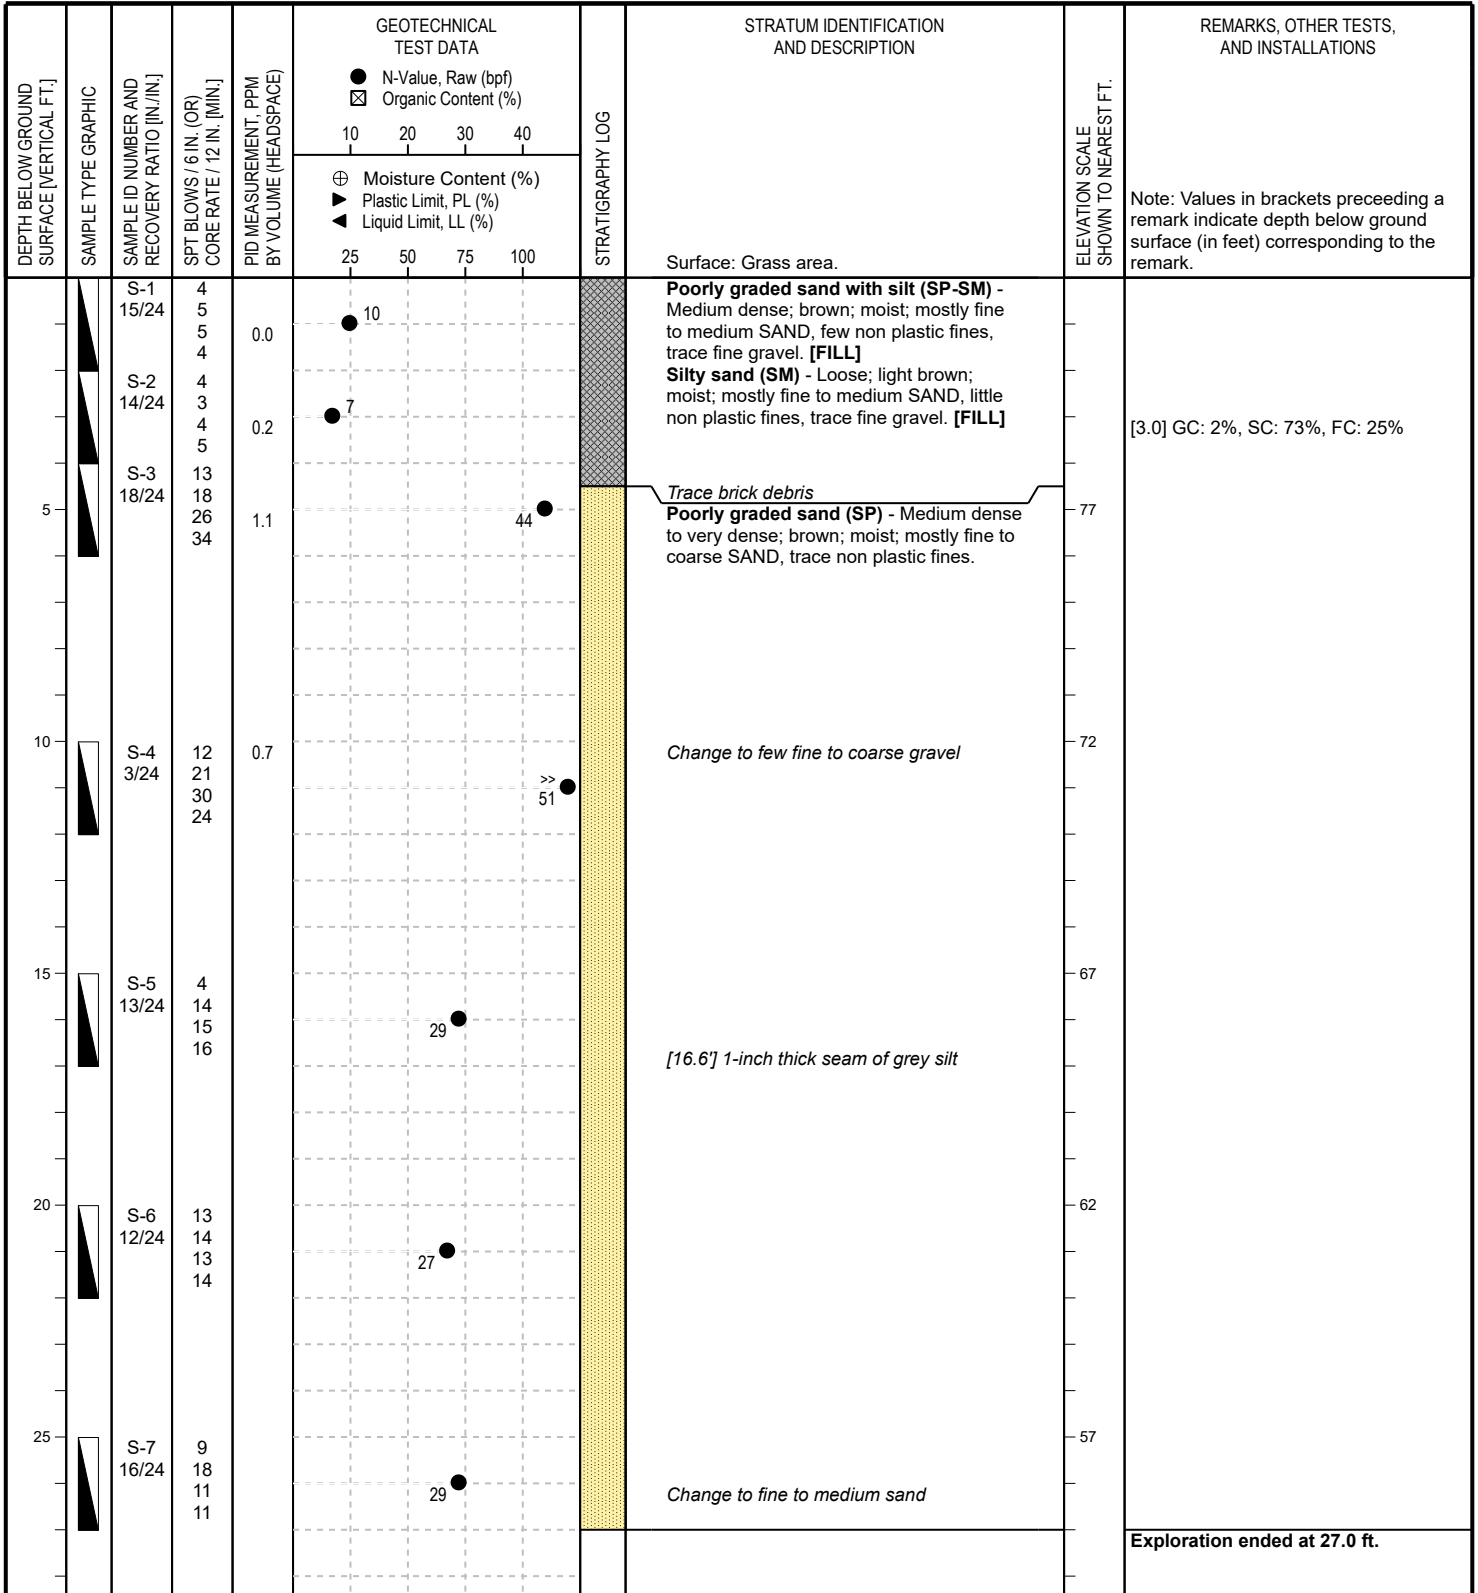 DEPTH BELOW GROUND
SURFACE [VERTICAL FT.]
SAMPLE TYPE GRAPHIC
SAMPLE ID NUMBER AND
RECOVERY RATIO [IN./IN.]
SPT BLOWS / 6 IN. (OR)
CORE RATE / 12 IN. [MIN.]
PID MEASUREMENT, PPM
BY VOLUME (HEADSPACE)
GEOTECHNICAL
TEST DATA
N-Value, Raw (bpf)
Organic Content (%)
10 20 30 40
Moisture Content (%)
Plastic Limit, PL (%)
Liquid Limit, LL (%)
25 50 75 100
STRATIGRAPHY LOG
STRATUM IDENTIFICATION
AND DESCRIPTION
Surface: Grass area.
ELEVATION SCALE
SHOWN TO NEAREST FT.
REMARKS, OTHER TESTS,
AND INSTALLATIONS
Note: Values in brackets preceeding a
remark indicate depth below ground
surface (in feet) corresponding to the
remark.
S-1
15/24
4
5
5
4
0.0
10
Poorly graded sand with silt (SP-SM) -
Medium dense; brown; moist; mostly fine
to medium SAND, few non plastic fines,
trace fine gravel. [FILL]
S-2
14/24
4
3
4
5
0.2
7
Silty sand (SM) - Loose; light brown;
moist; mostly fine to medium SAND, little
non plastic fines, trace fine gravel. [FILL]
[3.0] GC: 2%, SC: 73%, FC: 25%
S-3
18/24
13
18
26
34
5
1.1
44
Trace brick debris
Poorly graded sand (SP) - Medium dense
to very dense; brown; moist; mostly fine to
coarse SAND, trace non plastic fines.
77
10
S-4
3/24
12
21
30
24
0.7
>>
51
Change to few fine to coarse gravel
72
15
S-5
13/24
4
14
15
16
29
[16.6'] 1-inch thick seam of grey silt
67
20
S-6
12/24
13
14
13
14
27
62
25
S-7
16/24
9
18
11
11
29
Change to fine to medium sand
57
Exploration ended at 27.0 ft.